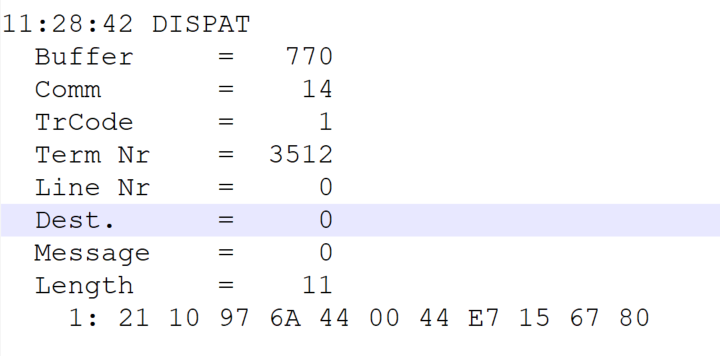 11:28:42 DISPAT
  Buffer     =   770
  Comm       =    14
  TrCode     =     1
  Term Nr    =  3512
  Line Nr    =     0
  Dest.      =     0
  Message    =     0
  Length     =    11
    1: 21 10 97 6A 44 00 44 E7 15 67 80